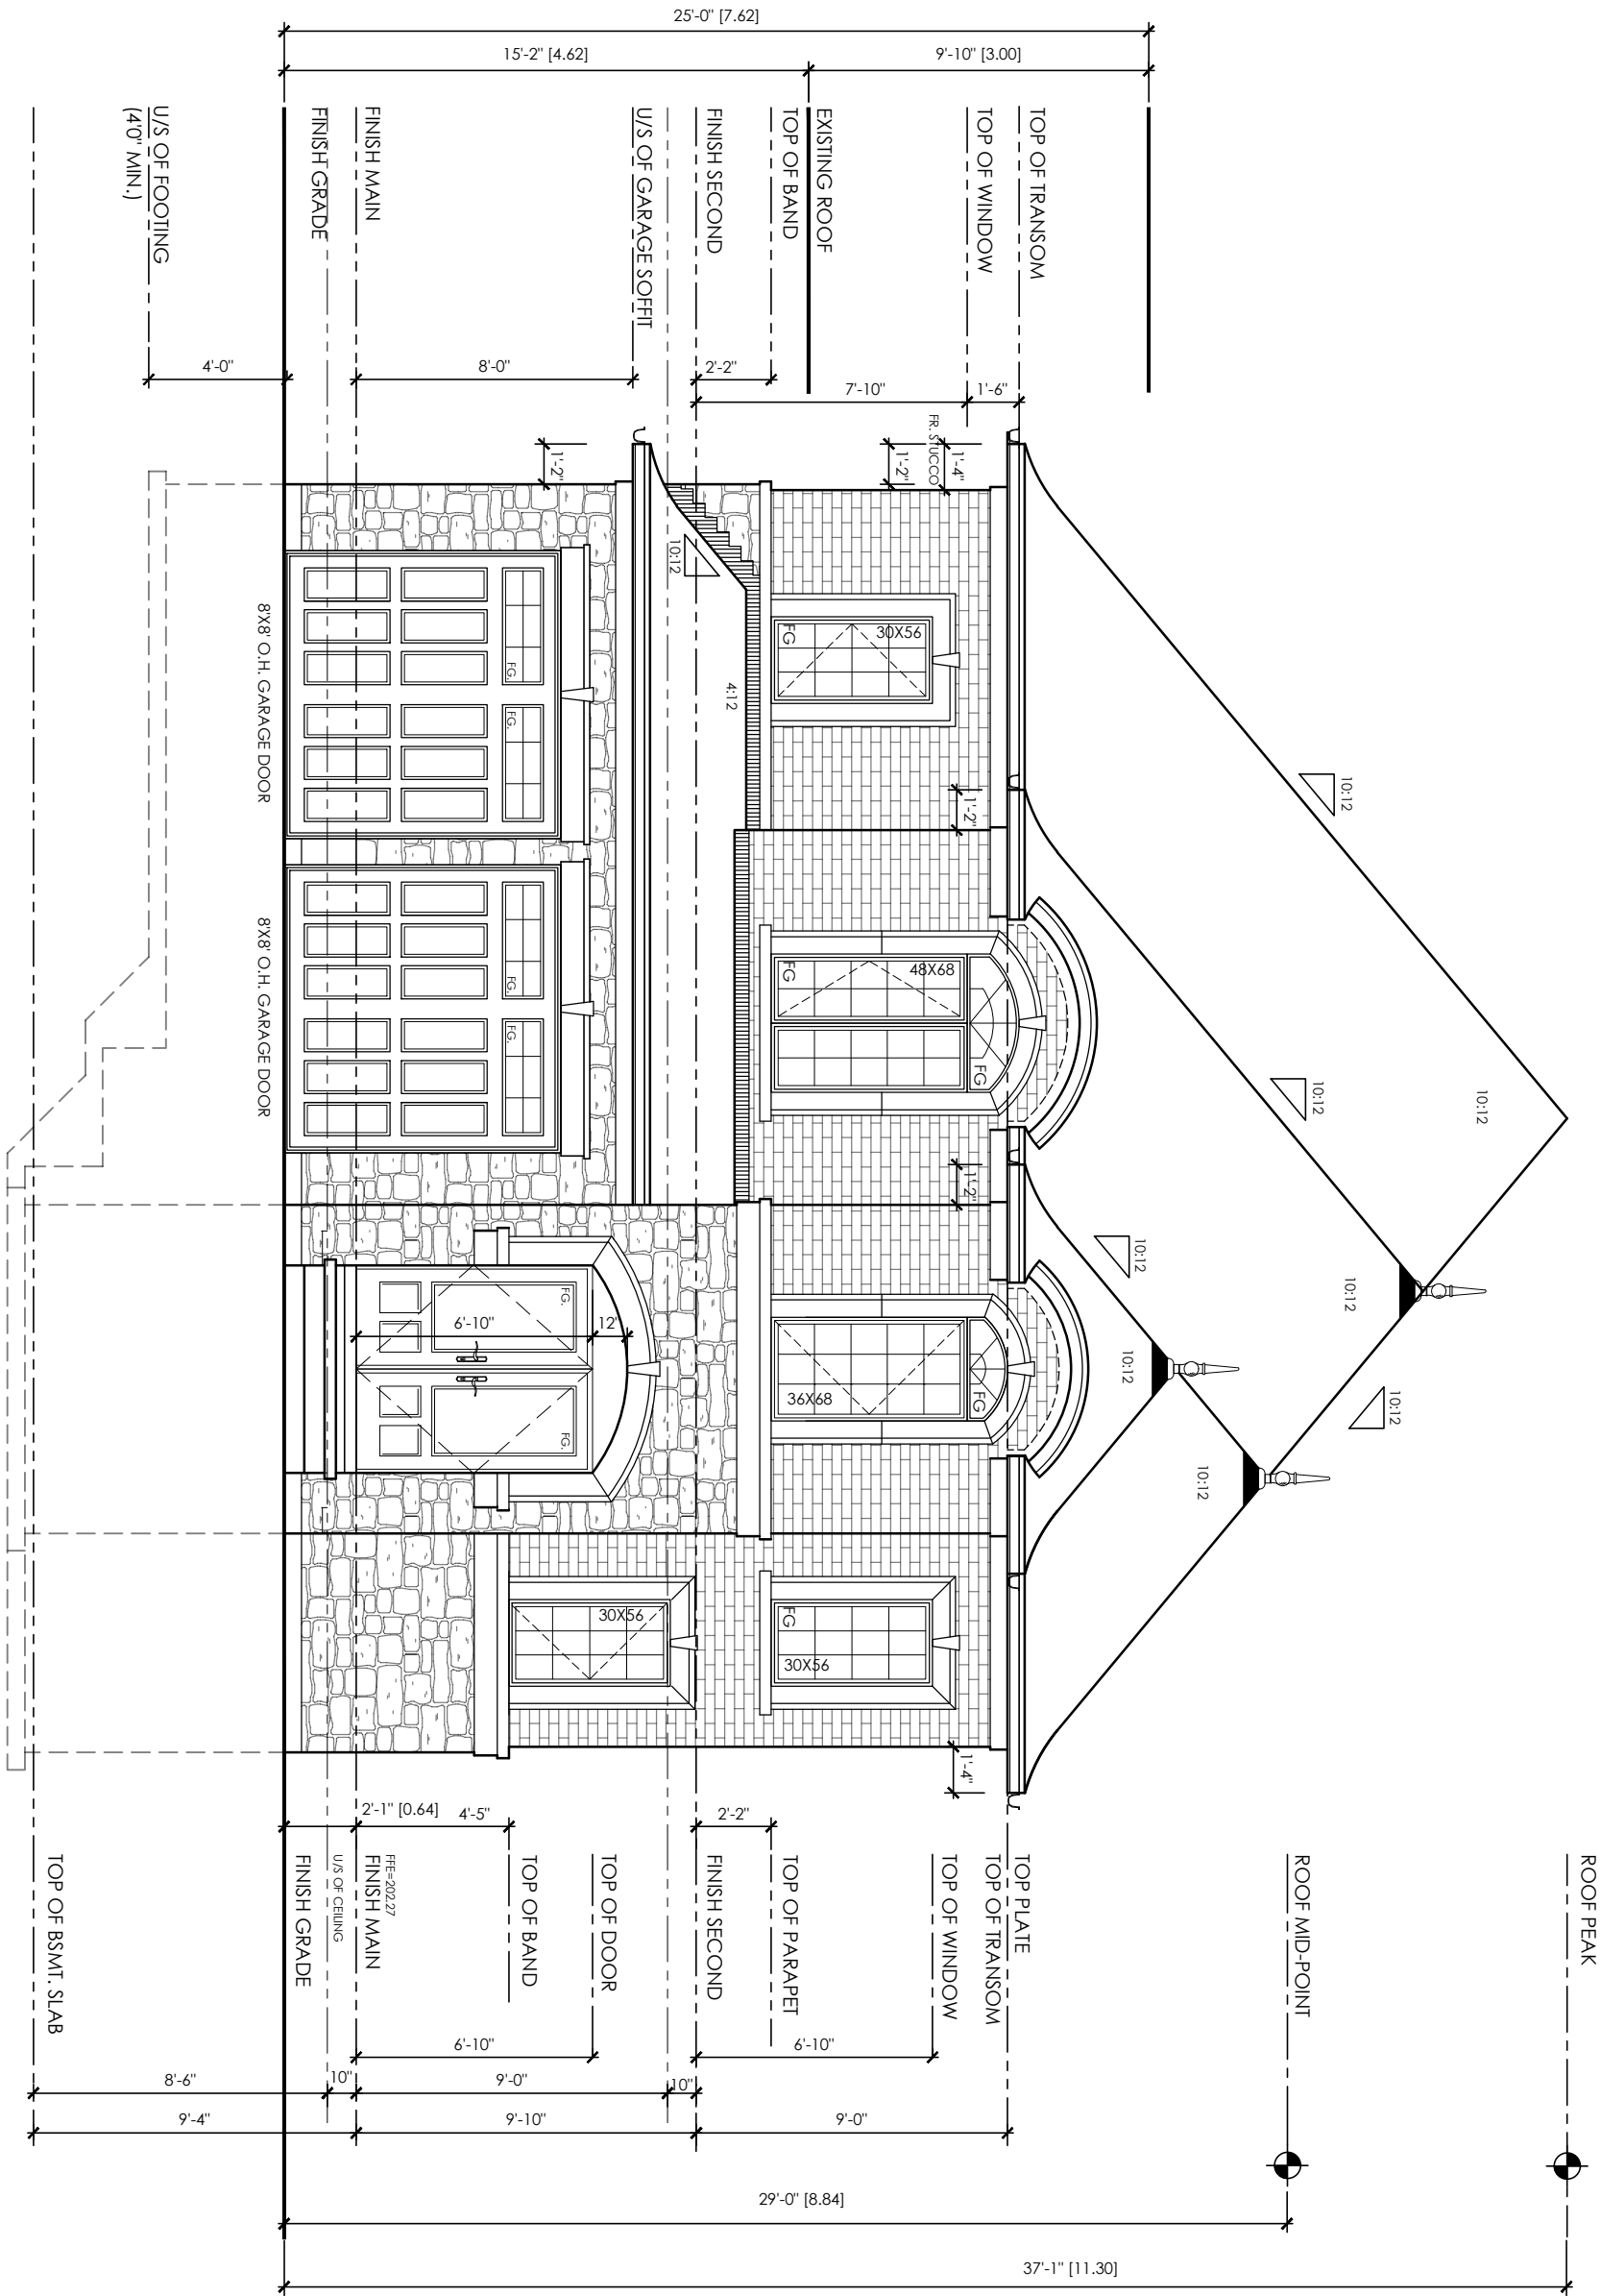 25'-0" [7.62]
15'-2" [4.62]
9'-10" [3.00]
TOP OF TRANSOM
TOP OF WINDOW
EXISTING ROOF
TOP OF BAND
FINISH SECOND
U/S OF GARAGE SOFFIT
FINISH MAIN
FINISH GRADE
U/S OF FOOTING
(4'0" MIN.)
1'-6"
7'-10"
2'-2"
8'-0"
4'-0"
1'-4"
FR. STUCCO
1'-2"
1'-2"
10:12
10:12
30X56
FG
4:12
FG.
FG.
8'X8' O.H. GARAGE DOOR
1'-2"
10:12
10:12
48X68
FG
FG
FG.
FG.
8'X8' O.H. GARAGE DOOR
1'-2"
10:12
10:12
10:12
10:12
10:12
36X68
FG
FG.
FG.
6'-10"
12'
30X56
30X56
FG
1'-4"
2'-1" [0.64]
4'-5"
2'-2"
ROOF PEAK
ROOF MID-POINT
TOP PLATE
TOP OF TRANSOM
TOP OF WINDOW
TOP OF PARAPET
FINISH SECOND
TOP OF DOOR
TOP OF BAND
FFE=202.27
FINISH MAIN
U/S OF CEILING
FINISH GRADE
TOP OF BSMT. SLAB
6'-10"
6'-10"
8'-6"
10"
9'-0"
10"
9'-4"
9'-10"
9'-0"
29'-0" [8.84]
37'-1" [11.30]